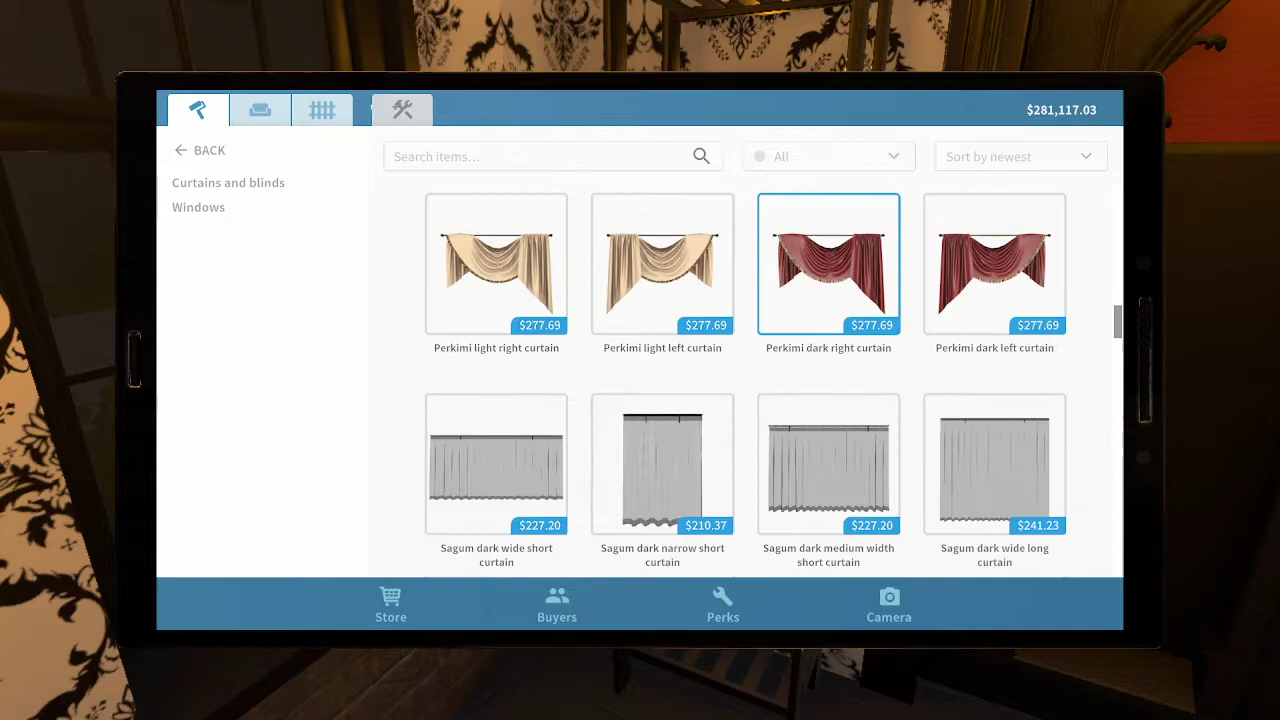 $281,117.03
BACK
Search items...
All
Sort by newest
Curtains and blinds
Windows
$277.69
$277.69
$277.69
$277.69
Perkimi light right curtain
Perkimi light left curtain
Perkimi dark right curtain
Perkimi dark left curtain
$227.20
$210.37
$227.20
$241.23
Sagum dark wide short
curtain
Sagum dark narrow short
curtain
Sagum dark medium width
short curtain
Sagum dark wide long
curtain
Store
Buyers
Perks
Camera